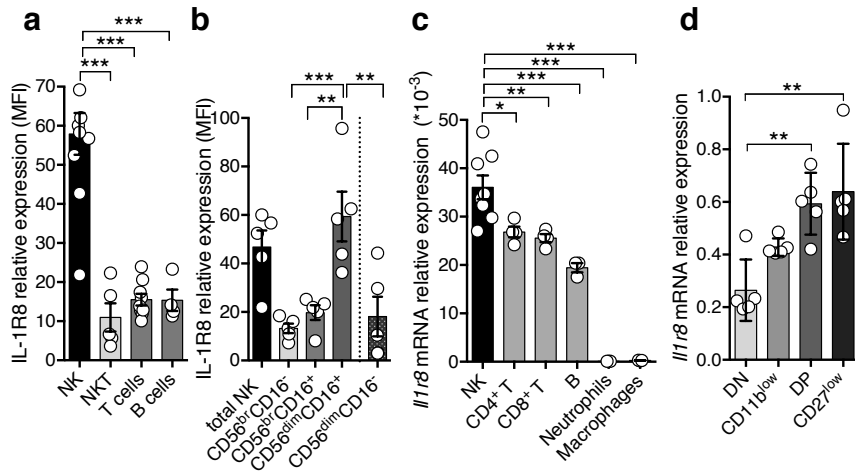 a
IL-1R8 relative expression (MFI)
70
60
50
40
30
20
10
0
***
***
***
NK
NKT
T cells
B cells
b
IL-1R8 relative expression (MFI)
100
80
60
40
20
0
***
**
**
total NK
CD56ᵇʳCD16⁻
CD56ᵇʳCD16⁺
CD56ᵈⁱᵐCD16⁺
CD56ᵈⁱᵐCD16⁻
c
Il1r8 mRNA relative expression (*10⁻³)
50
40
30
20
10
0
***
***
***
**
*
NK
CD4⁺ T
CD8⁺ T
B
Neutrophils
Macrophages
d
Il1r8 mRNA relative expression
1.0
0.8
0.6
0.4
0.2
0.0
**
**
DN
CD11bˡᵒʷ
DP
CD27ˡᵒʷ